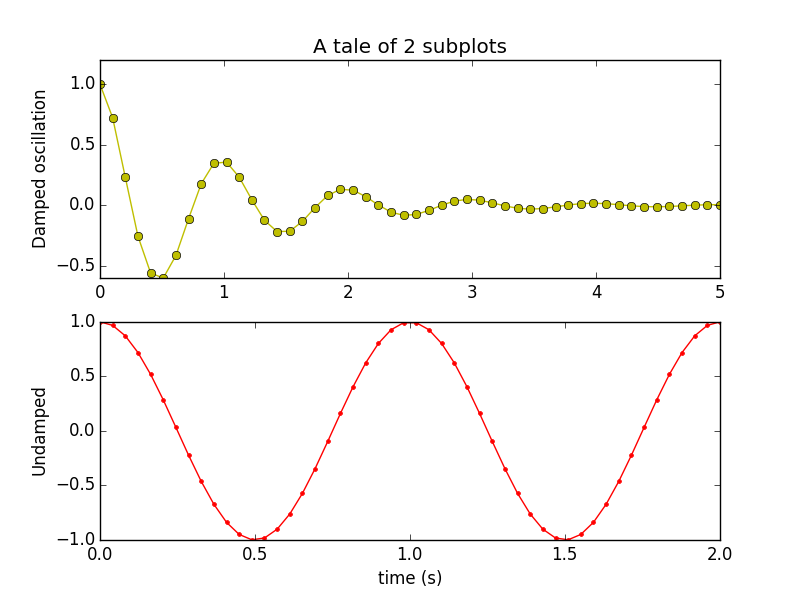 A tale of 2 subplots
Damped oscillation
1.0
0.5
0.0
−0.5
0 1 2 3 4 5
Undamped
1.0
0.5
0.0
−0.5
−1.0
0.0 0.5 1.0 1.5 2.0
time (s)